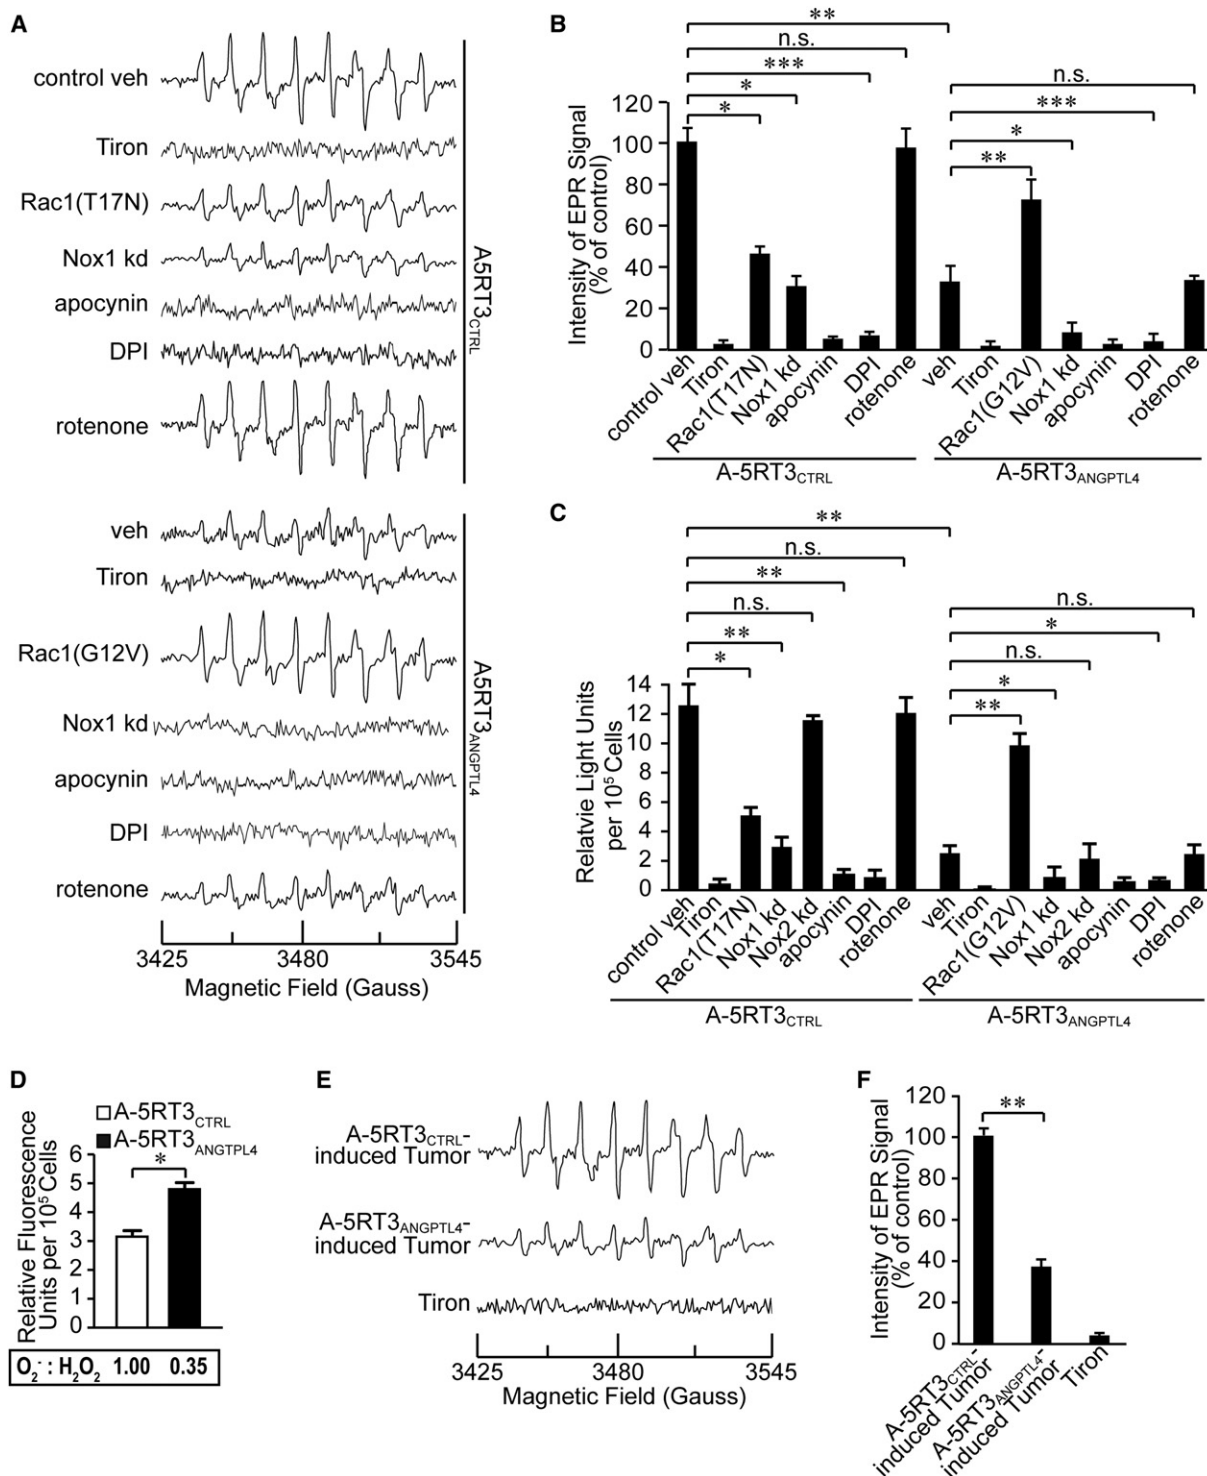 A
control veh
Tiron
Rac1(T17N)
Nox1 kd
apocynin
DPI
rotenone
A5RT3CTRL
veh
Tiron
Rac1(G12V)
Nox1 kd
apocynin
DPI
rotenone
A5RT3ANGPTL4
3425 3480 3545
Magnetic Field (Gauss)
B
**
n.s.
***
*
*
n.s.
***
*
**
Intensity of EPR Signal
(% of control)
120
100
80
60
40
20
0
control veh
Tiron
Rac1(T17N)
Nox1 kd
apocynin
DPI
rotenone
veh
Tiron
Rac1(G12V)
Nox1 kd
apocynin
DPI
rotenone
A-5RT3CTRL
A-5RT3ANGPTL4
C
**
n.s.
**
n.s.
**
*
n.s.
*
n.s.
*
**
Relatvie Light Units
per 10⁵ Cells
14
12
10
8
6
4
2
0
control veh
Tiron
Rac1(T17N)
Nox1 kd
Nox2 kd
apocynin
DPI
rotenone
veh
Tiron
Rac1(G12V)
Nox1 kd
Nox2 kd
apocynin
DPI
rotenone
A-5RT3CTRL
A-5RT3ANGPTL4
D
A-5RT3CTRL
A-5RT3ANGTPL4
*
Relative Fluorescence
Units per 10⁵ Cells
6
5
4
3
2
1
0
O₂·⁻ : H₂O₂ 1.00 0.35
E
A-5RT3CTRL-
induced Tumor
A-5RT3ANGPTL4-
induced Tumor
Tiron
3425 3480 3545
Magnetic Field (Gauss)
F
**
Intensity of EPR Signal
(% of control)
120
100
80
60
40
20
0
A-5RT3CTRL-
induced Tumor
A-5RT3ANGPTL4-
induced Tumor
Tiron